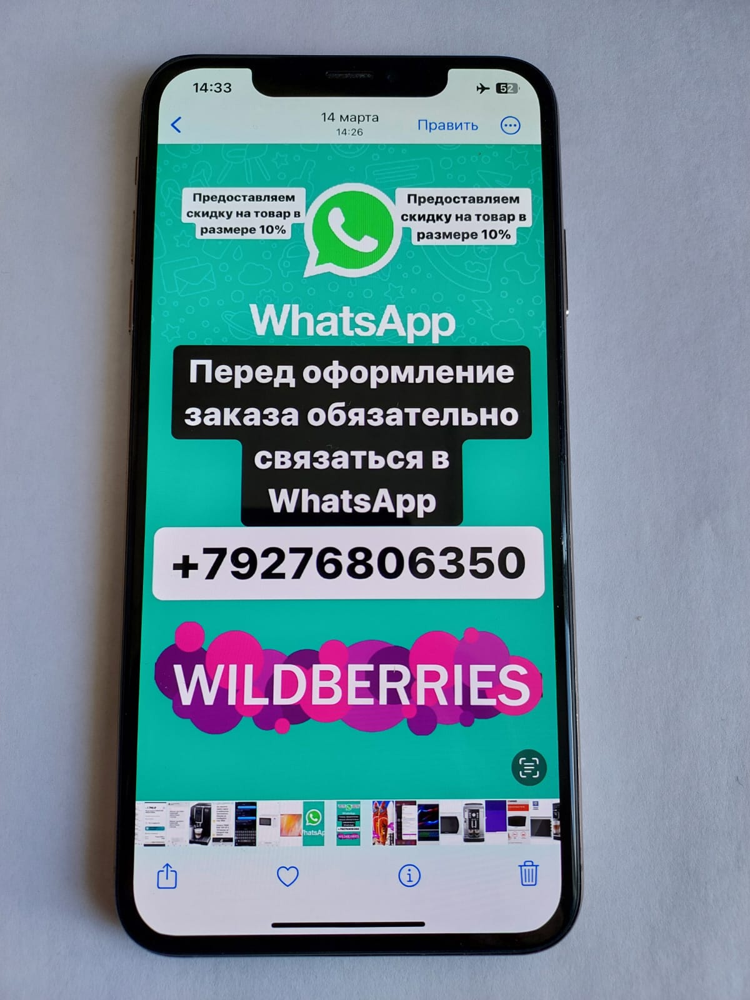 14:33
52
14 марта
14:26
Править
Предоставляем
скидку на товар в
размере 10%
Предоставляем
скидку на товар в
размере 10%
WhatsApp
Перед оформление
заказа обязательно
связаться в
WhatsApp
+79276806350
WILDBERRIES